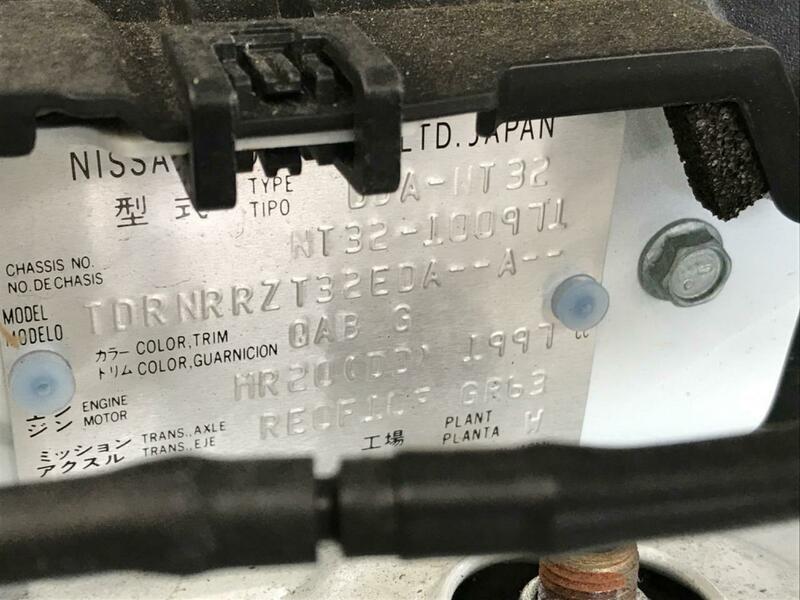 NISSA LTD. JAPAN
型式 TYPE TIPO DBA-NT32
CHASSIS NO. NO. DE CHASIS NT32-100971
MODEL MODELO TDRNRRZT32EDA--A--
カラー COLOR, TRIM トリム COLOR, GUARNICION QAB G
エンジン ENGINE MOTOR MR20(DD) 1997 cc
ミッション アクスル TRANS., AXLE TRANS., EJE RE0F10F GR63
工場 PLANT PLANTA W